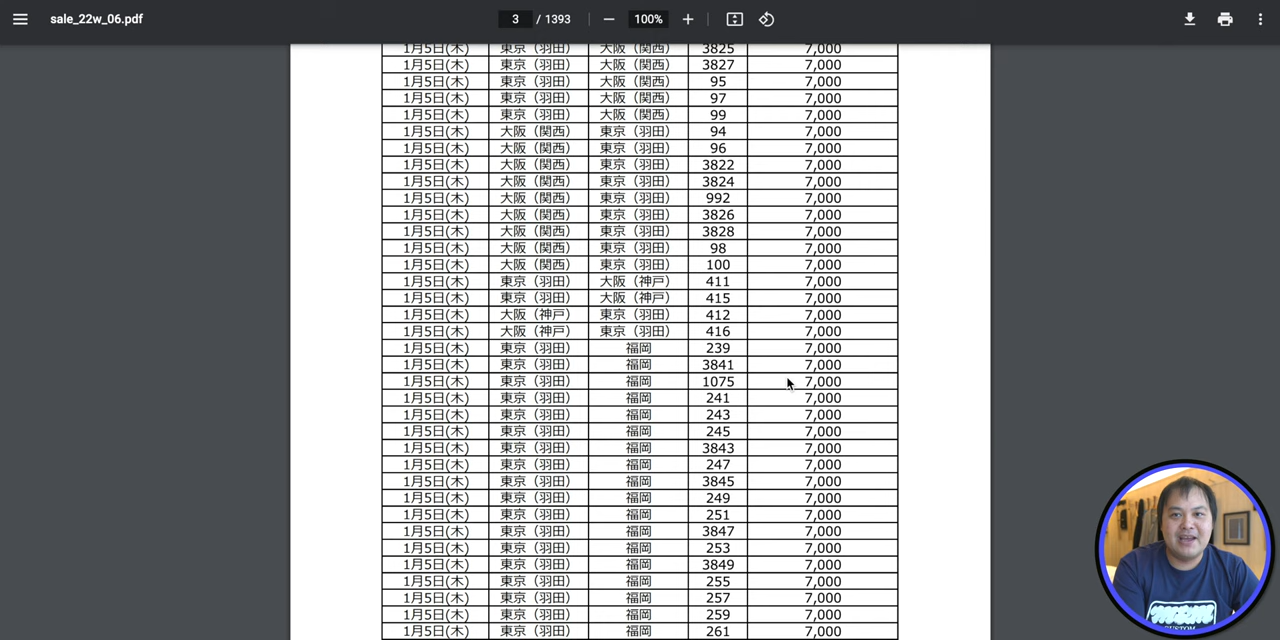 sale_22w_06.pdf 3 / 1393 100%
1月5日(木) 東京（羽田） 大阪（関西） 3825 7,000
1月5日(木) 東京（羽田） 大阪（関西） 3827 7,000
1月5日(木) 東京（羽田） 大阪（関西） 95 7,000
1月5日(木) 東京（羽田） 大阪（関西） 97 7,000
1月5日(木) 東京（羽田） 大阪（関西） 99 7,000
1月5日(木) 大阪（関西） 東京（羽田） 94 7,000
1月5日(木) 大阪（関西） 東京（羽田） 96 7,000
1月5日(木) 大阪（関西） 東京（羽田） 3822 7,000
1月5日(木) 大阪（関西） 東京（羽田） 3824 7,000
1月5日(木) 大阪（関西） 東京（羽田） 992 7,000
1月5日(木) 大阪（関西） 東京（羽田） 3826 7,000
1月5日(木) 大阪（関西） 東京（羽田） 3828 7,000
1月5日(木) 大阪（関西） 東京（羽田） 98 7,000
1月5日(木) 大阪（関西） 東京（羽田） 100 7,000
1月5日(木) 東京（羽田） 大阪（神戸） 411 7,000
1月5日(木) 東京（羽田） 大阪（神戸） 415 7,000
1月5日(木) 大阪（神戸） 東京（羽田） 412 7,000
1月5日(木) 大阪（神戸） 東京（羽田） 416 7,000
1月5日(木) 東京（羽田） 福岡 239 7,000
1月5日(木) 東京（羽田） 福岡 3841 7,000
1月5日(木) 東京（羽田） 福岡 1075 7,000
1月5日(木) 東京（羽田） 福岡 241 7,000
1月5日(木) 東京（羽田） 福岡 243 7,000
1月5日(木) 東京（羽田） 福岡 245 7,000
1月5日(木) 東京（羽田） 福岡 3843 7,000
1月5日(木) 東京（羽田） 福岡 247 7,000
1月5日(木) 東京（羽田） 福岡 3845 7,000
1月5日(木) 東京（羽田） 福岡 249 7,000
1月5日(木) 東京（羽田） 福岡 251 7,000
1月5日(木) 東京（羽田） 福岡 3847 7,000
1月5日(木) 東京（羽田） 福岡 253 7,000
1月5日(木) 東京（羽田） 福岡 3849 7,000
1月5日(木) 東京（羽田） 福岡 255 7,000
1月5日(木) 東京（羽田） 福岡 257 7,000
1月5日(木) 東京（羽田） 福岡 259 7,000
1月5日(木) 東京（羽田） 福岡 261 7,000